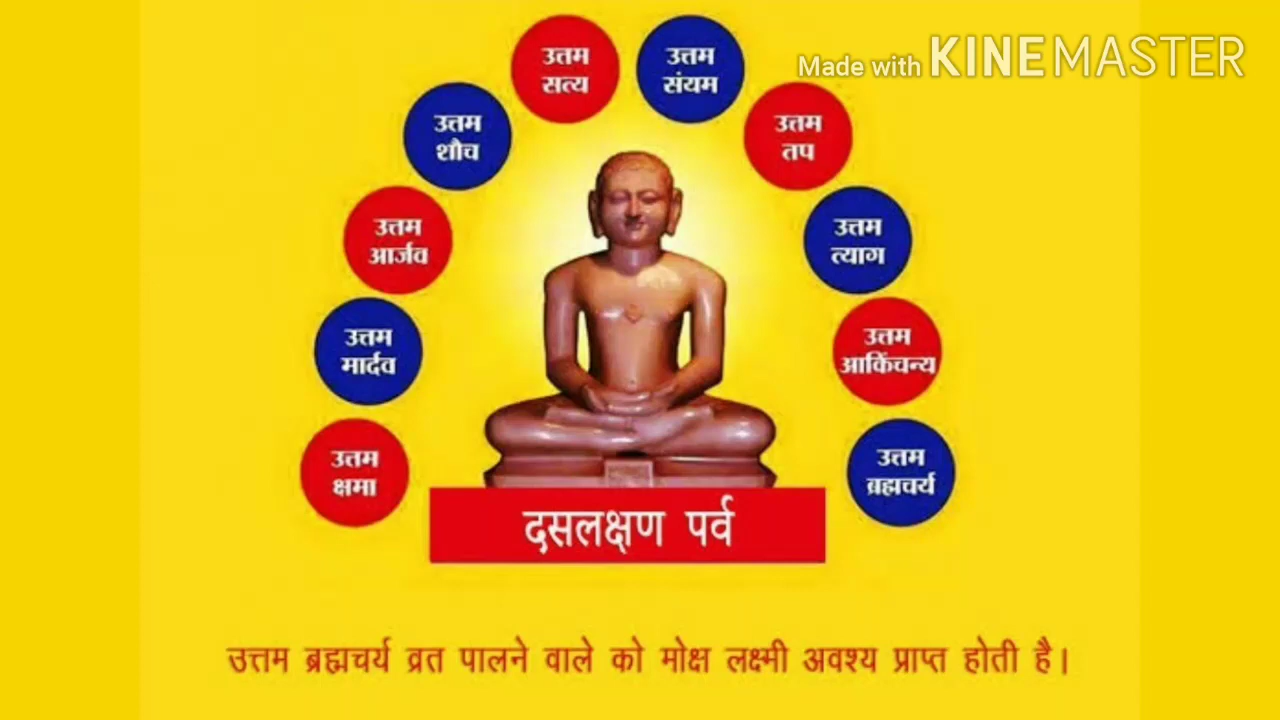 Made with KINEMASTER
उत्तम
सत्य
उत्तम
संयम
उत्तम
शौच
उत्तम
तप
उत्तम
आर्जव
उत्तम
त्याग
उत्तम
मार्दव
उत्तम
आकिंचन्य
उत्तम
क्षमा
उत्तम
ब्रह्मचर्य
दसलक्षण पर्व
उत्तम ब्रह्मचर्य व्रत पालने वाले को मोक्ष लक्ष्मी अवश्य प्राप्त होती है।